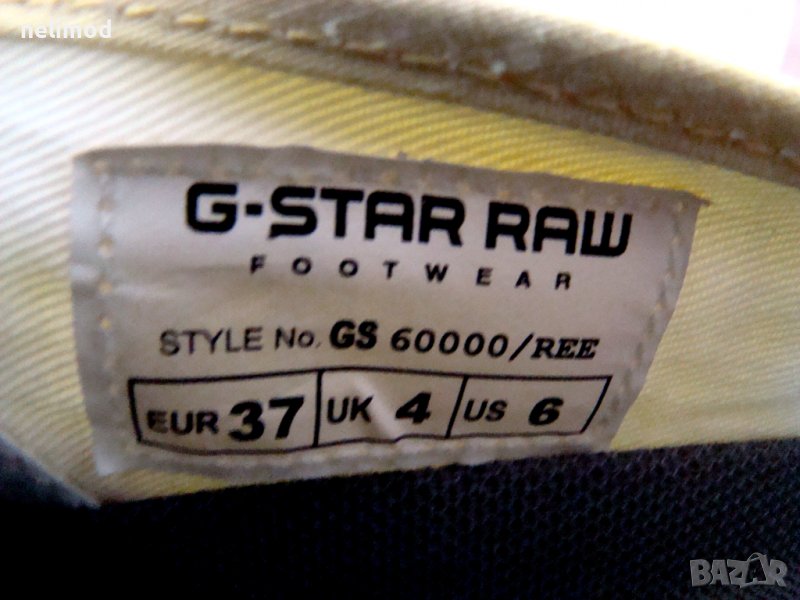 netimod
G-STAR RAW
FOOTWEAR
STYLE No. GS 60000/REE
EUR 37 UK 4 US 6
BAZAR